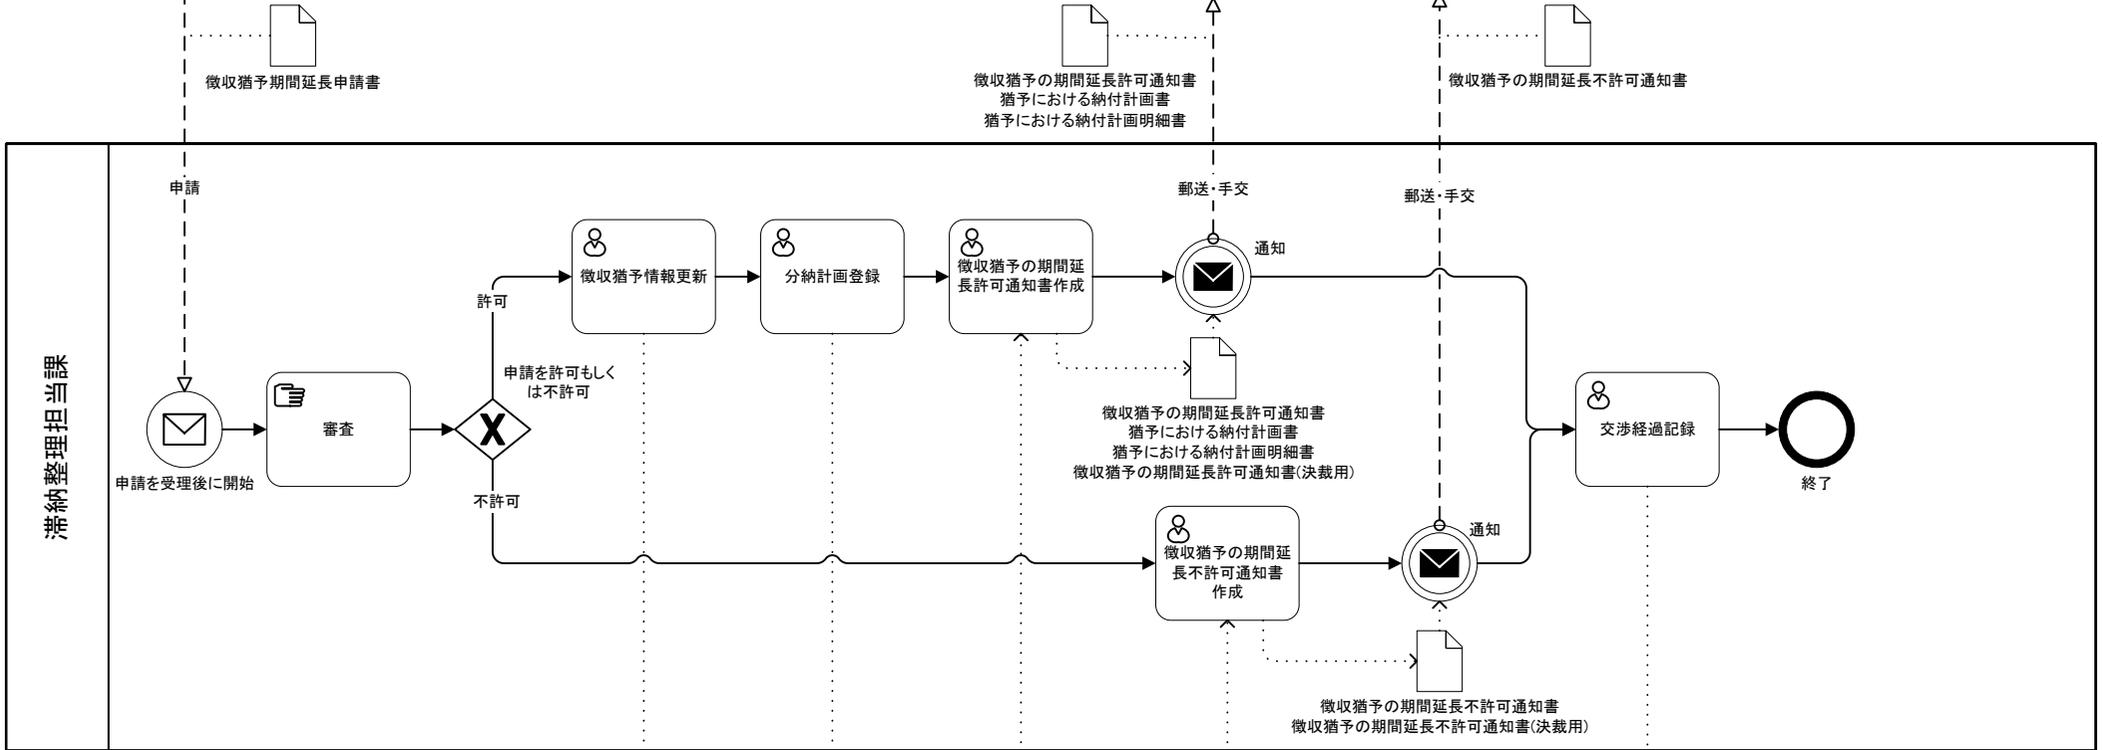 徴収猶予期間延長申請書
徴収猶予の期間延長許可通知書
猶予における納付計画書
猶予における納付計画明細書
徴収猶予の期間延長不許可通知書
滞納整理担当課
申請
郵送・手交
郵送・手交
申請を受理後に開始
審査
申請を許可もしく
は不許可
許可
不許可
徴収猶予情報更新
分納計画登録
徴収猶予の期間延
長許可通知書作成
通知
徴収猶予の期間延長許可通知書
猶予における納付計画書
猶予における納付計画明細書
徴収猶予の期間延長許可通知書(決裁用)
徴収猶予の期間延
長不許可通知書
作成
通知
徴収猶予の期間延長不許可通知書
徴収猶予の期間延長不許可通知書(決裁用)
交渉経過記録
終了